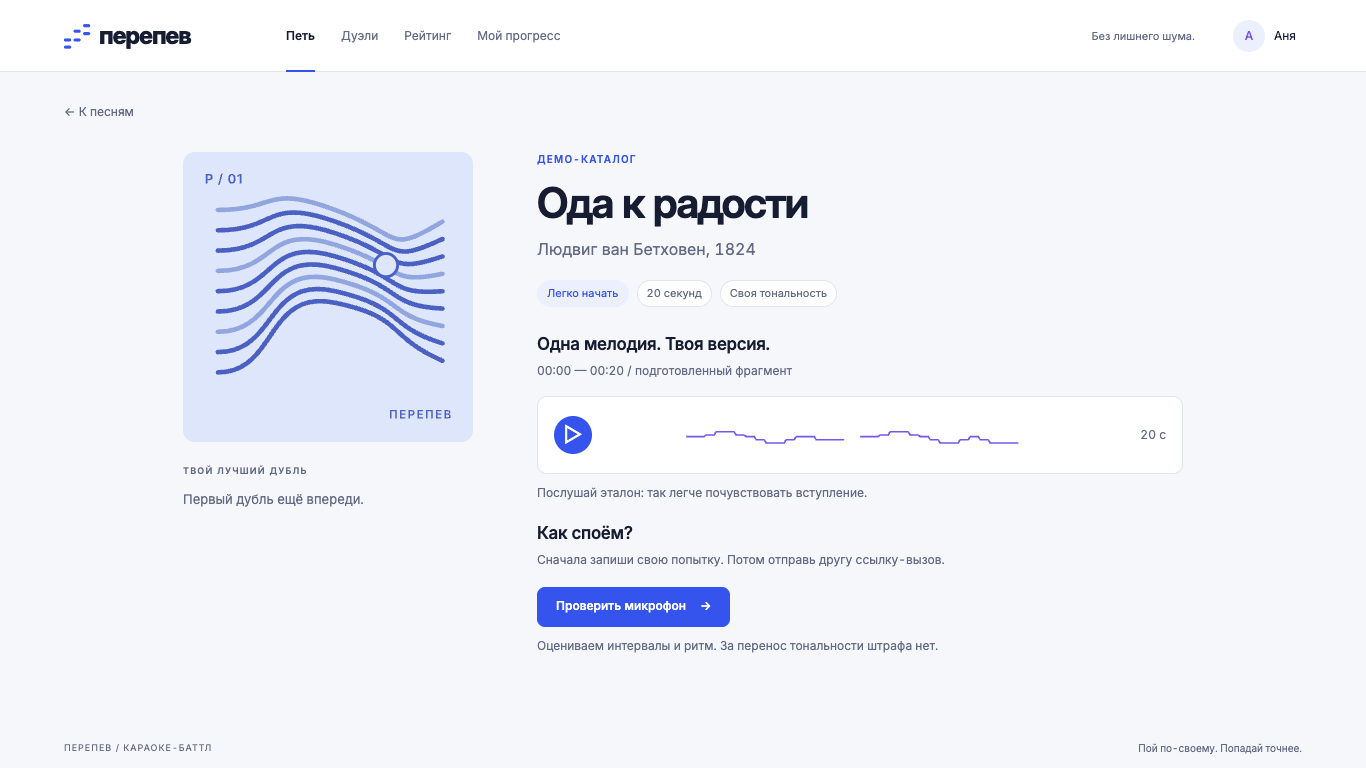 перепев
Петь
Дуэли
Рейтинг
Мой прогресс
Без лишнего шума.
А
Аня
← К песням
Р / 01
ПЕРЕПЕВ
ТВОЙ ЛУЧШИЙ ДУБЛЬ
Первый дубль ещё впереди.
ДЕМО-КАТАЛОГ
Ода к радости
Людвиг ван Бетховен, 1824
Легко начать
20 секунд
Своя тональность
Одна мелодия. Твоя версия.
00:00 — 00:20 / подготовленный фрагмент
20 с
Послушай эталон: так легче почувствовать вступление.
Как споём?
Сначала запиши свою попытку. Потом отправь другу ссылку-вызов.
Проверить микрофон →
Оцениваем интервалы и ритм. За перенос тональности штрафа нет.
ПЕРЕПЕВ / КАРАОКЕ-БАТТЛ
Пой по-своему. Попадай точнее.